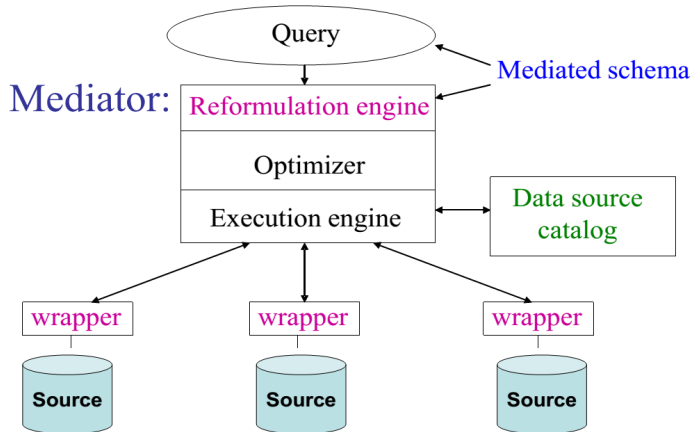 Query
Mediated schema
Mediator:
Reformulation engine
Optimizer
Execution engine
Data source
catalog
wrapper
wrapper
wrapper
Source
Source
Source